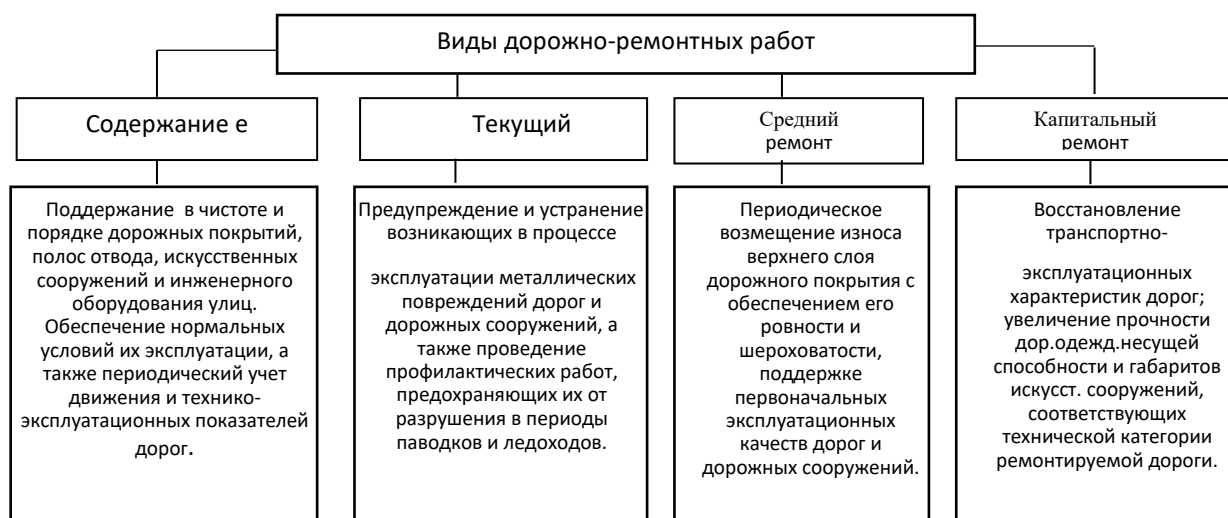 Виды дорожно-ремонтных работ
Содержание е
Текущий
Средний
ремонт
Капитальный
ремонт
Поддержание в чистоте и
порядке дорожных покрытий,
полос отвода, искусственных
сооружений и инженерного
оборудования улиц.
Обеспечение нормальных
условий их эксплуатации, а
также периодический учет
движения и технико-
эксплуатационных показателей
дорог.
Предупреждение и устранение
возникающих в процессе
эксплуатации металлических
повреждений дорог и
дорожных сооружений, а
также проведение
профилактических работ,
предохраняющих их от
разрушения в периоды
паводков и ледоходов.
Периодическое
возмещение износа
верхнего слоя
дорожного покрытия с
обеспечением его
ровности и
шероховатости,
поддержке
первоначальных
эксплуатационных
качеств дорог и
дорожных сооружений.
Восстановление
транспортно-
эксплуатационных
характеристик дорог;
увеличение прочности
дор.одежд.несущей
способности и габаритов
искусст. сооружений,
соответствующих
технической категории
ремонтируемой дороги.